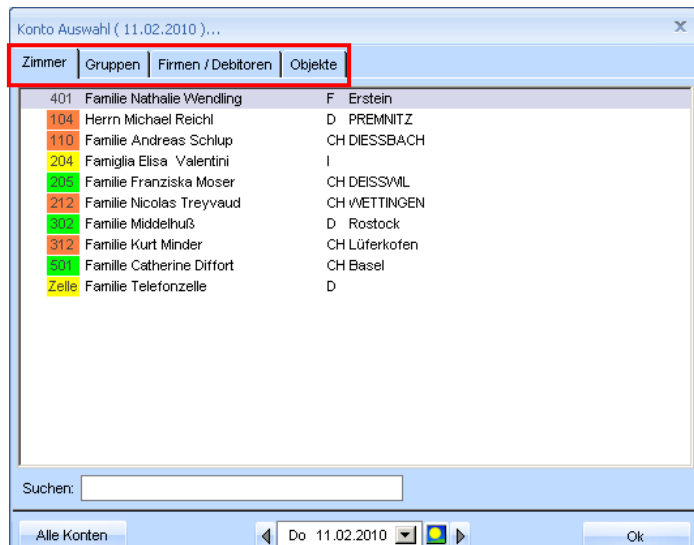 Konto Auswahl ( 11.02.2010 )...
Zimmer Gruppen Firmen / Debitoren Objekte
401 Familie Nathalie Wendling F Erstein
104 Herrn Michael Reichl D PREMNITZ
110 Familie Andreas Schlup CH DIESSBACH
204 Famiglia Elisa Valentini I
205 Familie Franziska Moser CH DEISSWIL
212 Familie Nicolas Treyvaud CH WETTINGEN
302 Familie Middelhuß D Rostock
312 Familie Kurt Minder CH Lüferkofen
501 Famille Catherine Diffort CH Basel
Zelle Familie Telefonzelle D
Suchen:
Alle Konten Do 11.02.2010 Ok